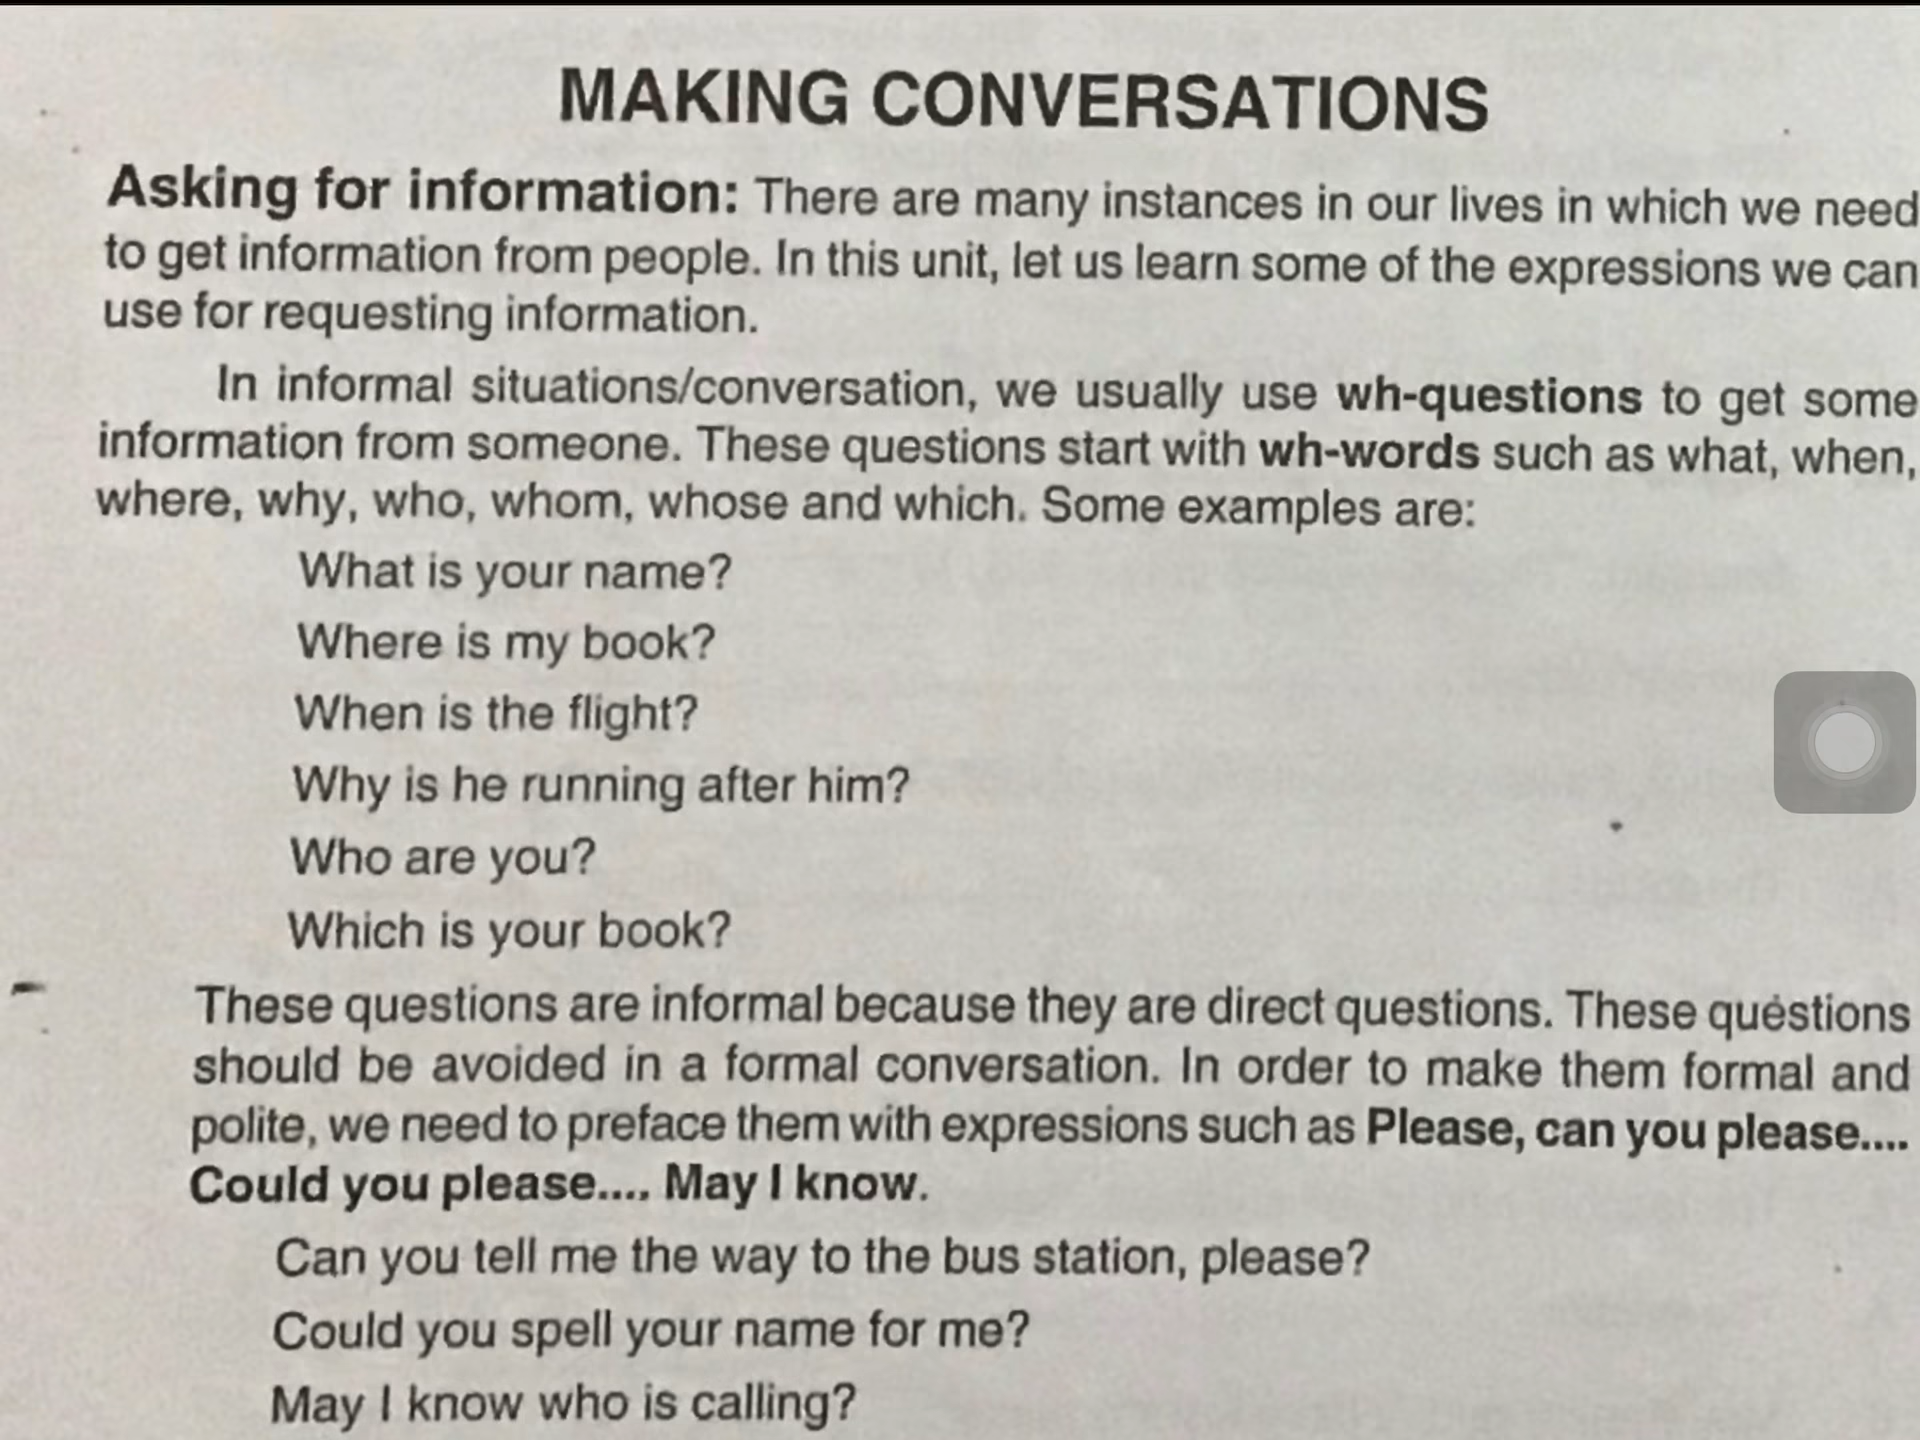 MAKING CONVERSATIONS
Asking for information: There are many instances in our lives in which we need
to get information from people. In this unit, let us learn some of the expressions we can
use for requesting information.
In informal situations/conversation, we usually use wh-questions to get some
information from someone. These questions start with wh-words such as what, when,
where, why, who, whom, whose and which. Some examples are:
What is your name?
Where is my book?
When is the flight?
Why is he running after him?
Who are you?
Which is your book?
These questions are informal because they are direct questions. These questions
should be avoided in a formal conversation. In order to make them formal and
polite, we need to preface them with expressions such as Please, can you please....
Could you please.... May I know.
Can you tell me the way to the bus station, please?
Could you spell your name for me?
May I know who is calling?